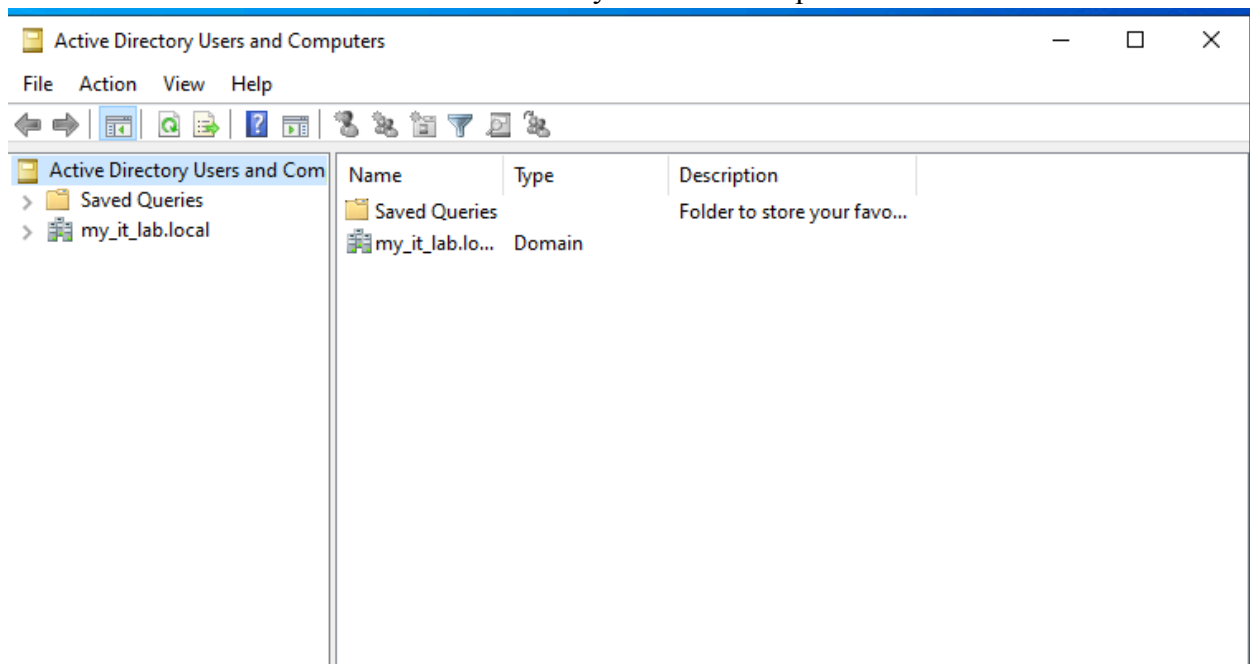 Active Directory Users and Computers
File Action View Help
Active Directory Users and Com
Saved Queries
my_it_lab.local
Name Type Description
Saved Queries Folder to store your favo...
my_it_lab.lo... Domain